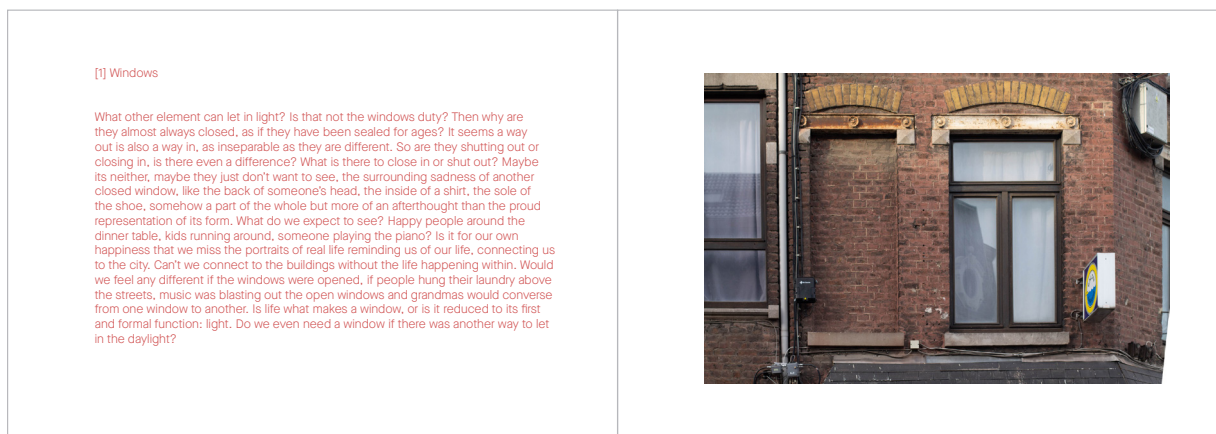 [1] Windows
What other element can let in light? Is that not the windows duty? Then why are
they almost always closed, as if they have been sealed for ages? It seems a way
out is also a way in, as inseparable as they are different. So are they shutting out or
closing in, is there even a difference? What is there to close in or shut out? Maybe
its neither, maybe they just don't want to see, the surrounding sadness of another
closed window, like the back of someone's head, the inside of a shirt, the sole of
the shoe, somehow a part of the whole but more of an afterthought than the proud
representation of its form. What do we expect to see? Happy people around the
dinner table, kids running around, someone playing the piano? Is it for our own
happiness that we miss the portraits of real life reminding us of our life, connecting us
to the city. Can't we connect to the buildings without the life happening within. Would
we feel any different if the windows were opened, if people hung their laundry above
the streets, music was blasting out the open windows and grandmas would converse
from one window to another. Is life what makes a window, or is it reduced to its first
and formal function: light. Do we even need a window if there was another way to let
in the daylight?